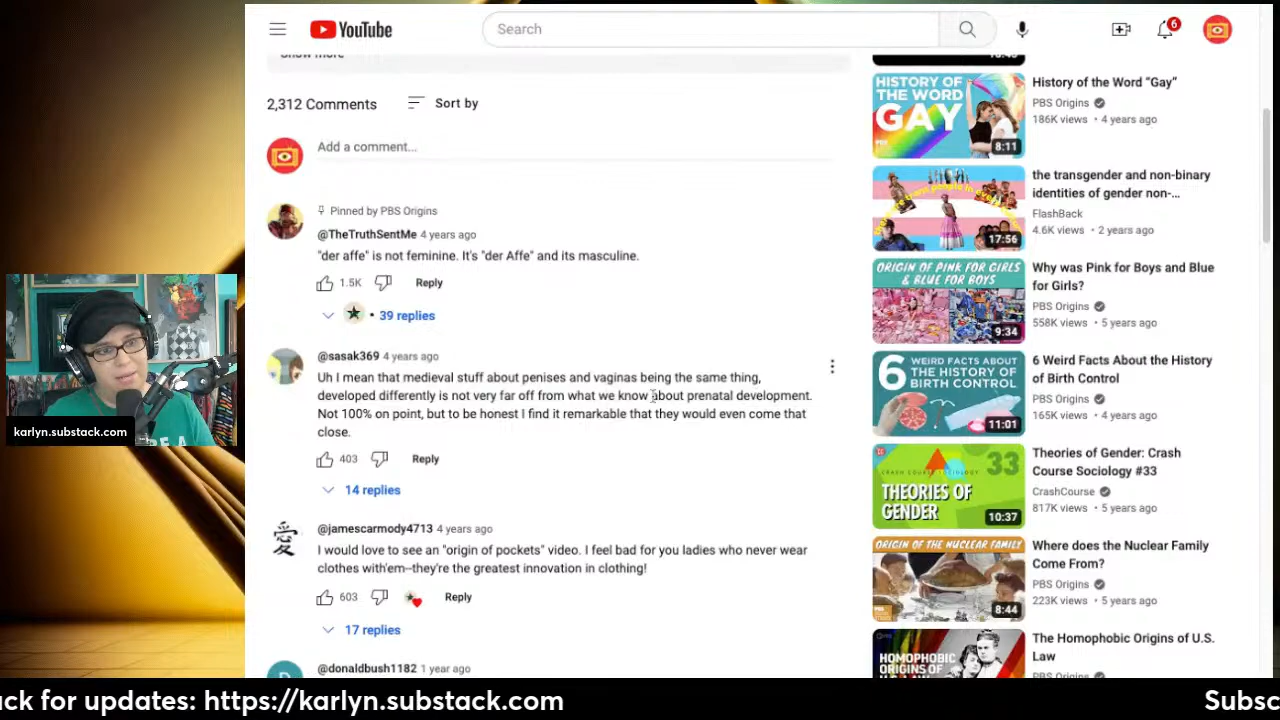 YouTube
Search
6
Show more
2,312 Comments
Sort by
Add a comment...
Pinned by PBS Origins
@TheTruthSentMe 4 years ago
"der affe" is not feminine. It's "der Affe" and its masculine.
1.5K
Reply
39 replies
@sasak369 4 years ago
Uh I mean that medieval stuff about penises and vaginas being the same thing,
developed differently is not very far off from what we know about prenatal development.
Not 100% on point, but to be honest I find it remarkable that they would even come that
close.
403
Reply
14 replies
@jamescarmody4713 4 years ago
愛
I would love to see an "origin of pockets" video. I feel bad for you ladies who never wear
clothes with'em--they're the greatest innovation in clothing!
603
Reply
17 replies
@donaldbush1182 1 year ago
HISTORY OF
THE WORD
GAY
8:11
History of the Word "Gay"
PBS Origins
186K views • 4 years ago
17:56
the transgender and non-binary
identities of gender non-...
FlashBack
4.6K views • 2 years ago
ORIGIN OF PINK FOR GIRLS
& BLUE FOR BOYS
9:34
Why was Pink for Boys and Blue
for Girls?
PBS Origins
558K views • 5 years ago
6 WEIRD FACTS ABOUT
THE HISTORY OF
BIRTH CONTROL
11:01
6 Weird Facts About the History
of Birth Control
PBS Origins
165K views • 4 years ago
CRASH COURSE SOCIOLOGY
33
THEORIES OF
GENDER
10:37
Theories of Gender: Crash
Course Sociology #33
CrashCourse
817K views • 5 years ago
ORIGIN OF THE NUCLEAR FAMILY
8:44
Where does the Nuclear Family
Come From?
PBS Origins
223K views • 5 years ago
HOMOPHOBIC
ORIGINS OF
The Homophobic Origins of U.S.
Law
PBS Origins
karlyn.substack.com
ack for updates: https://karlyn.substack.com
Subsc